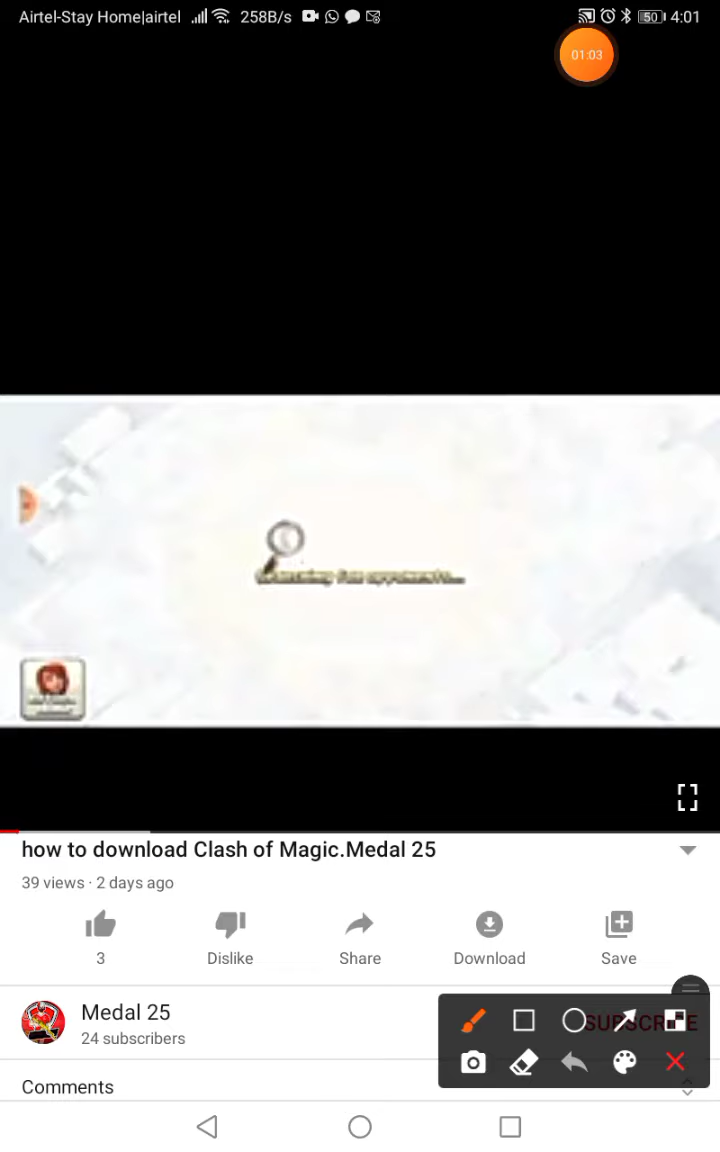 Airtel-Stay Home|airtel 258B/s 50 4:01
01:03
how to download Clash of Magic.Medal 25
39 views · 2 days ago
3 Dislike Share Download Save
Medal 25
24 subscribers
SUBSCRIBE
Comments